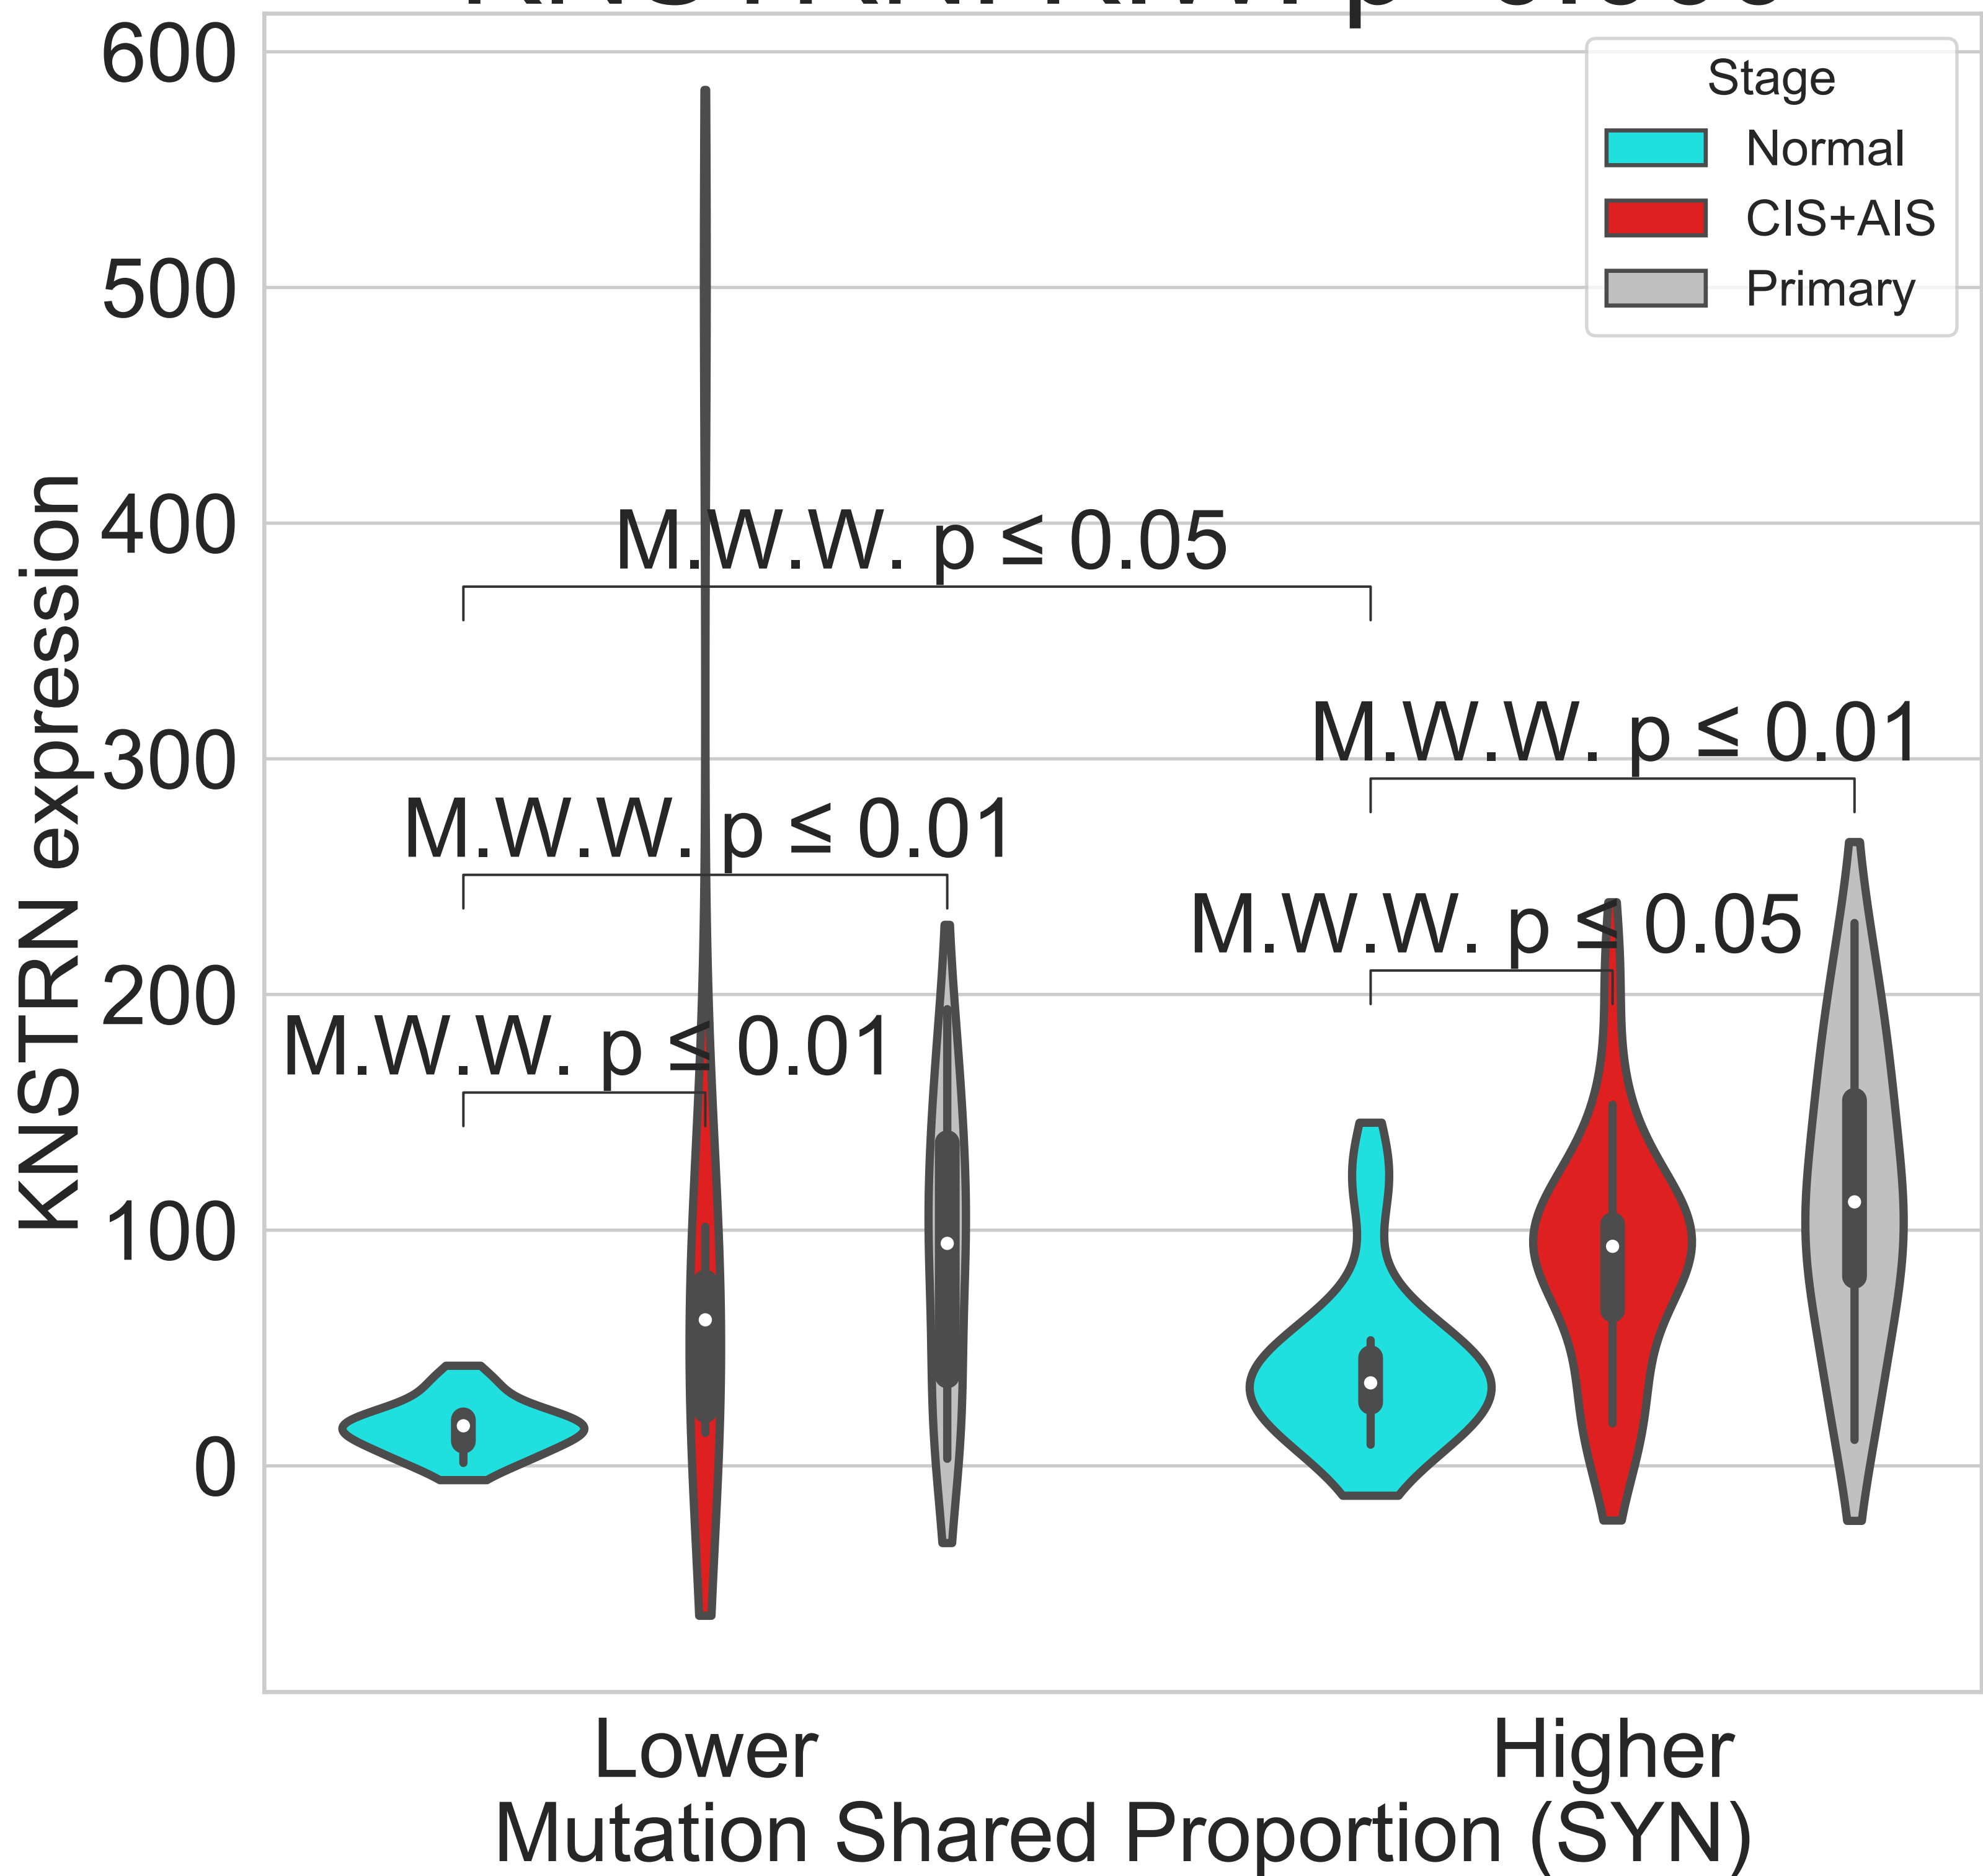 600
Stage
Normal
CIS+AIS
Primary
500
400
M.W.W. p ≤ 0.05
300
M.W.W. p ≤ 0.01
M.W.W. p ≤ 0.01
M.W.W. p ≤ 0.05
200
M.W.W. p ≤ 0.01
100
0
KNSTRN expression
Lower
Higher
Mutation Shared Proportion (SYN)